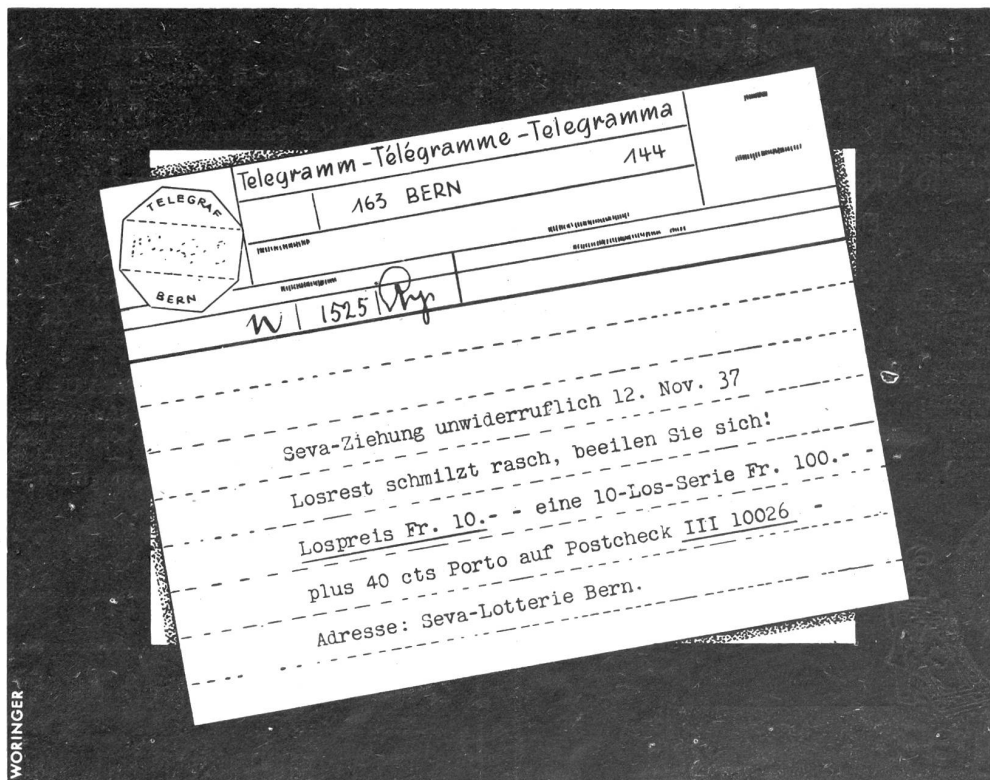 Telegramm - Télégramme - Telegramma
163 BERN 144
TELEGRAF
BERN
1525
Seva-Ziehung unwiderruflich 12. Nov. 37
Losrest schmilzt rasch, beeilen Sie sich!
Lospreis Fr. 10.- - eine 10-Los-Serie Fr. 100.- -
plus 40 cts Porto auf Postcheck III 10026 -
Adresse: Seva-Lotterie Bern.
WORINGER